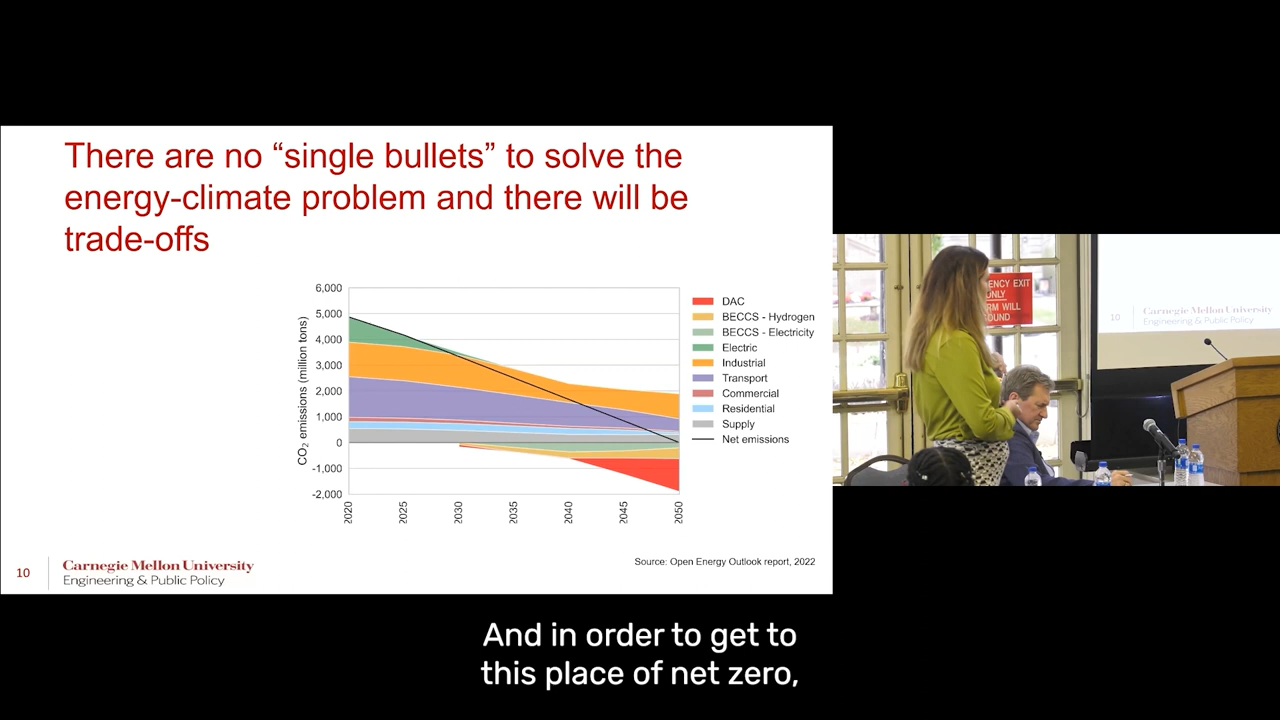 There are no “single bullets” to solve the
energy-climate problem and there will be
trade-offs
6,000
5,000
4,000
3,000
2,000
1,000
0
-1,000
-2,000
CO2 emissions (million tons)
2020
2025
2030
2035
2040
2045
2050
DAC
BECCS - Hydrogen
BECCS - Electricity
Electric
Industrial
Transport
Commercial
Residential
Supply
Net emissions
Source: Open Energy Outlook report, 2022
10
Carnegie Mellon University
Engineering & Public Policy
ENCY EXIT
ONLY
RM WILL
OUND
10
Carnegie Mellon University
Engineering & Public Policy
And in order to get to
this place of net zero,